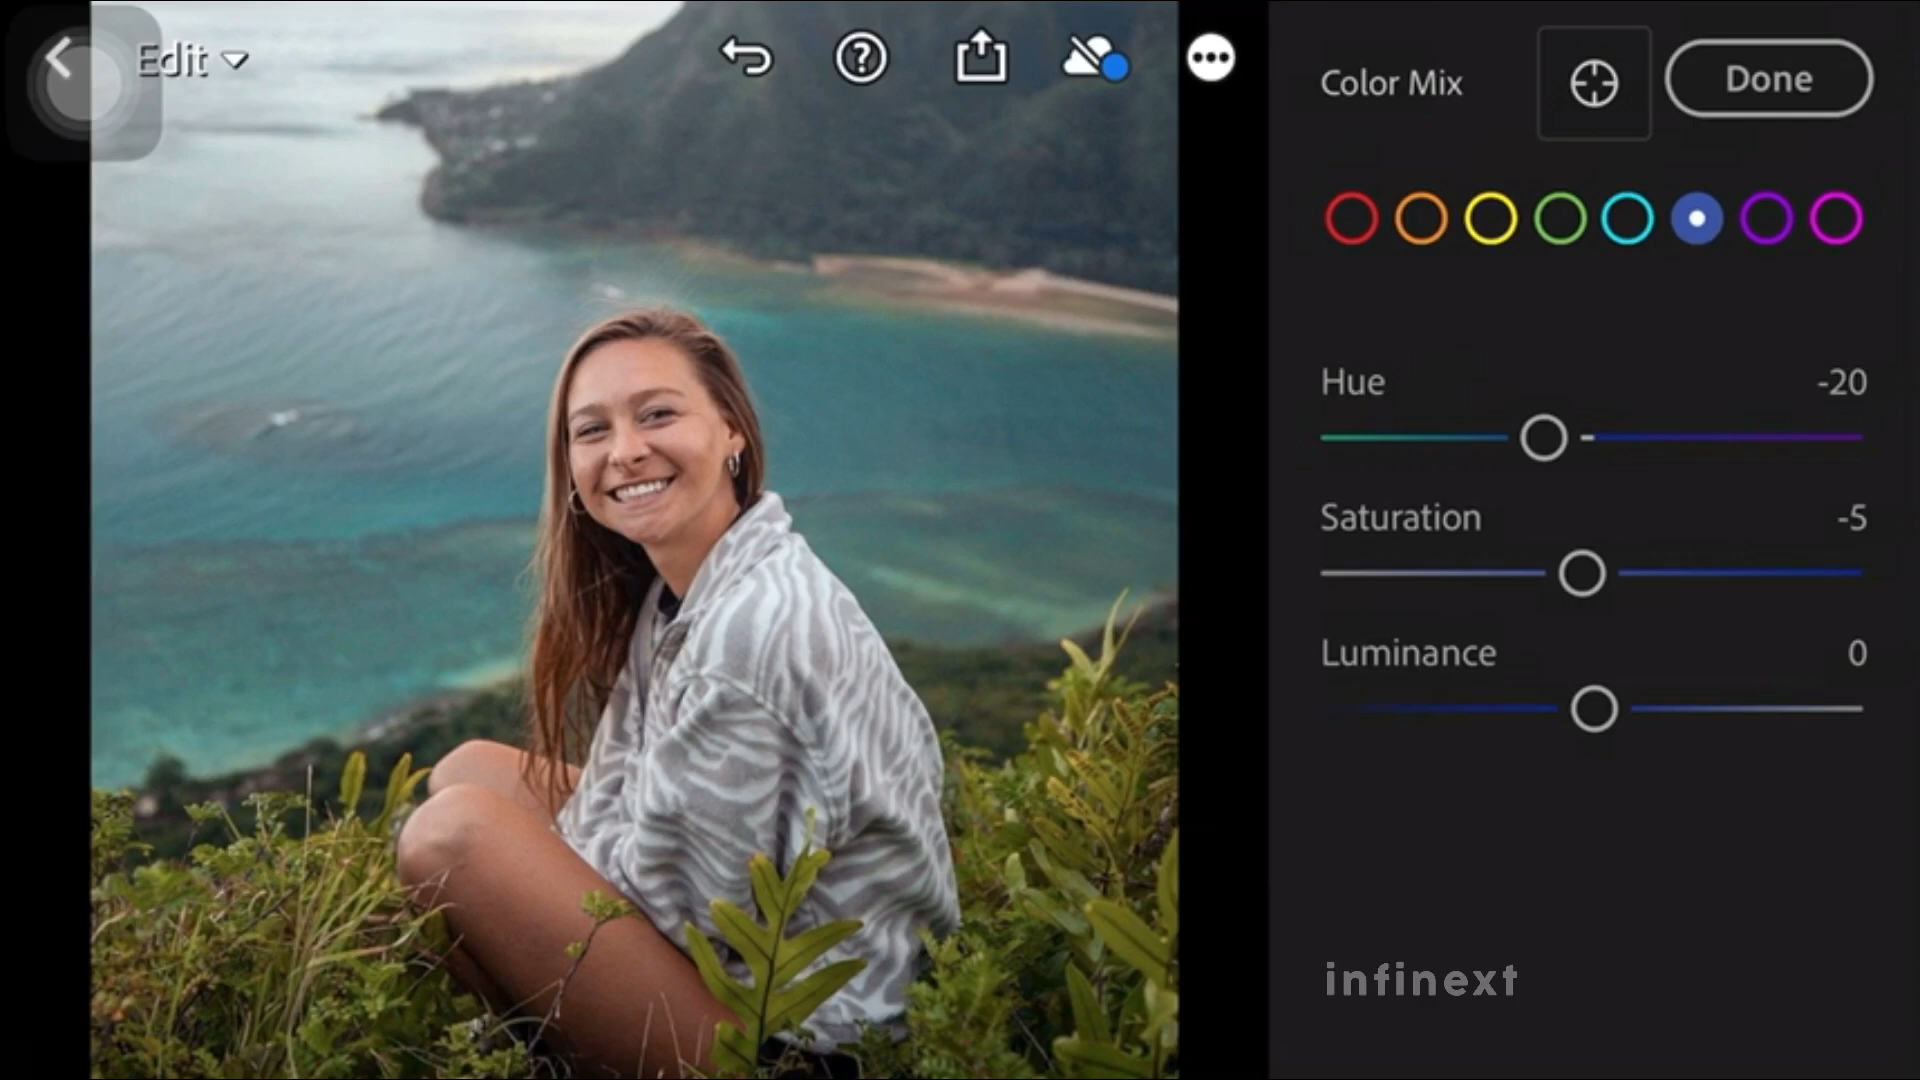 Edit
Color Mix
Done
Hue -20
Saturation -5
Luminance 0
infinext